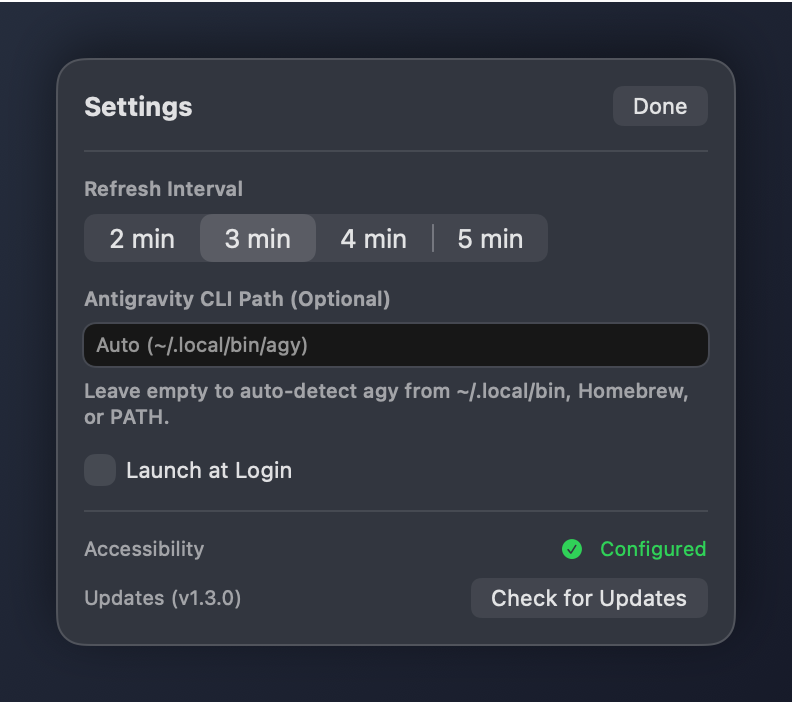 Settings
Done
Refresh Interval
2 min
3 min
4 min
5 min
Antigravity CLI Path (Optional)
Auto (~/.local/bin/agy)
Leave empty to auto-detect agy from ~/.local/bin, Homebrew,
or PATH.
Launch at Login
Accessibility
Configured
Updates (v1.3.0)
Check for Updates